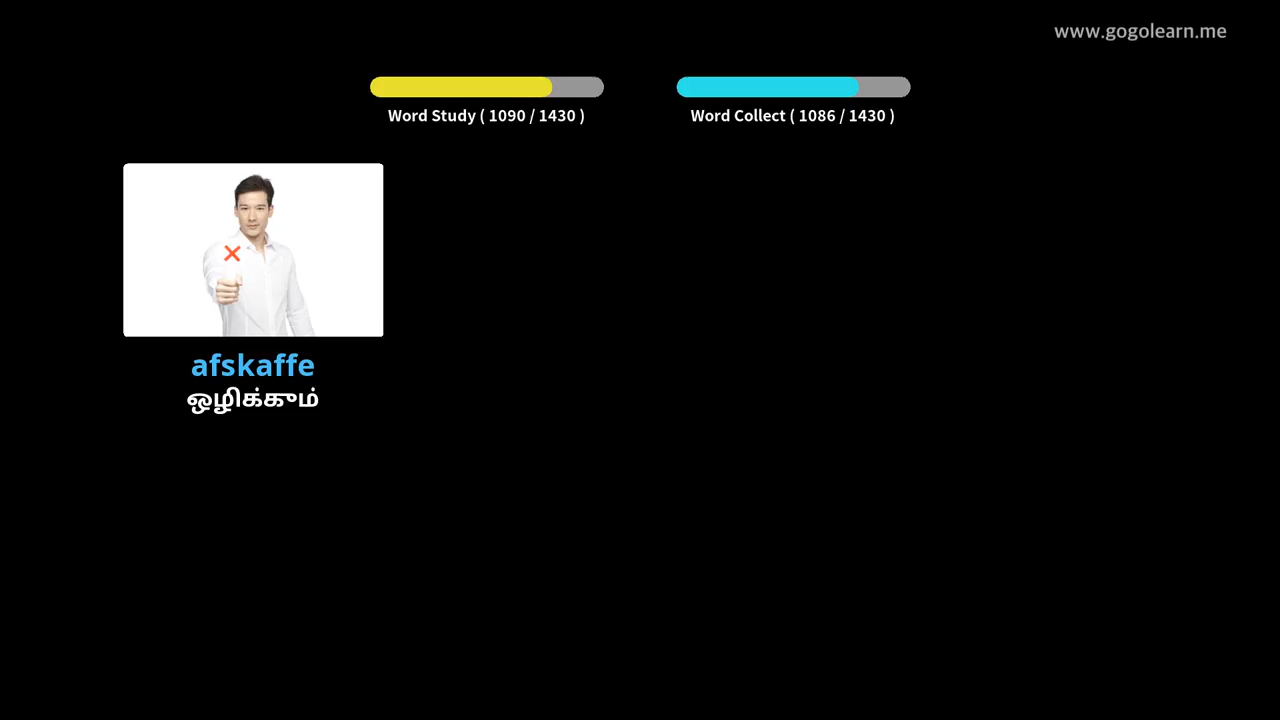 www.gogolearn.me
Word Study ( 1090 / 1430 )
Word Collect ( 1086 / 1430 )
afskaffe
ஒழிக்கும்